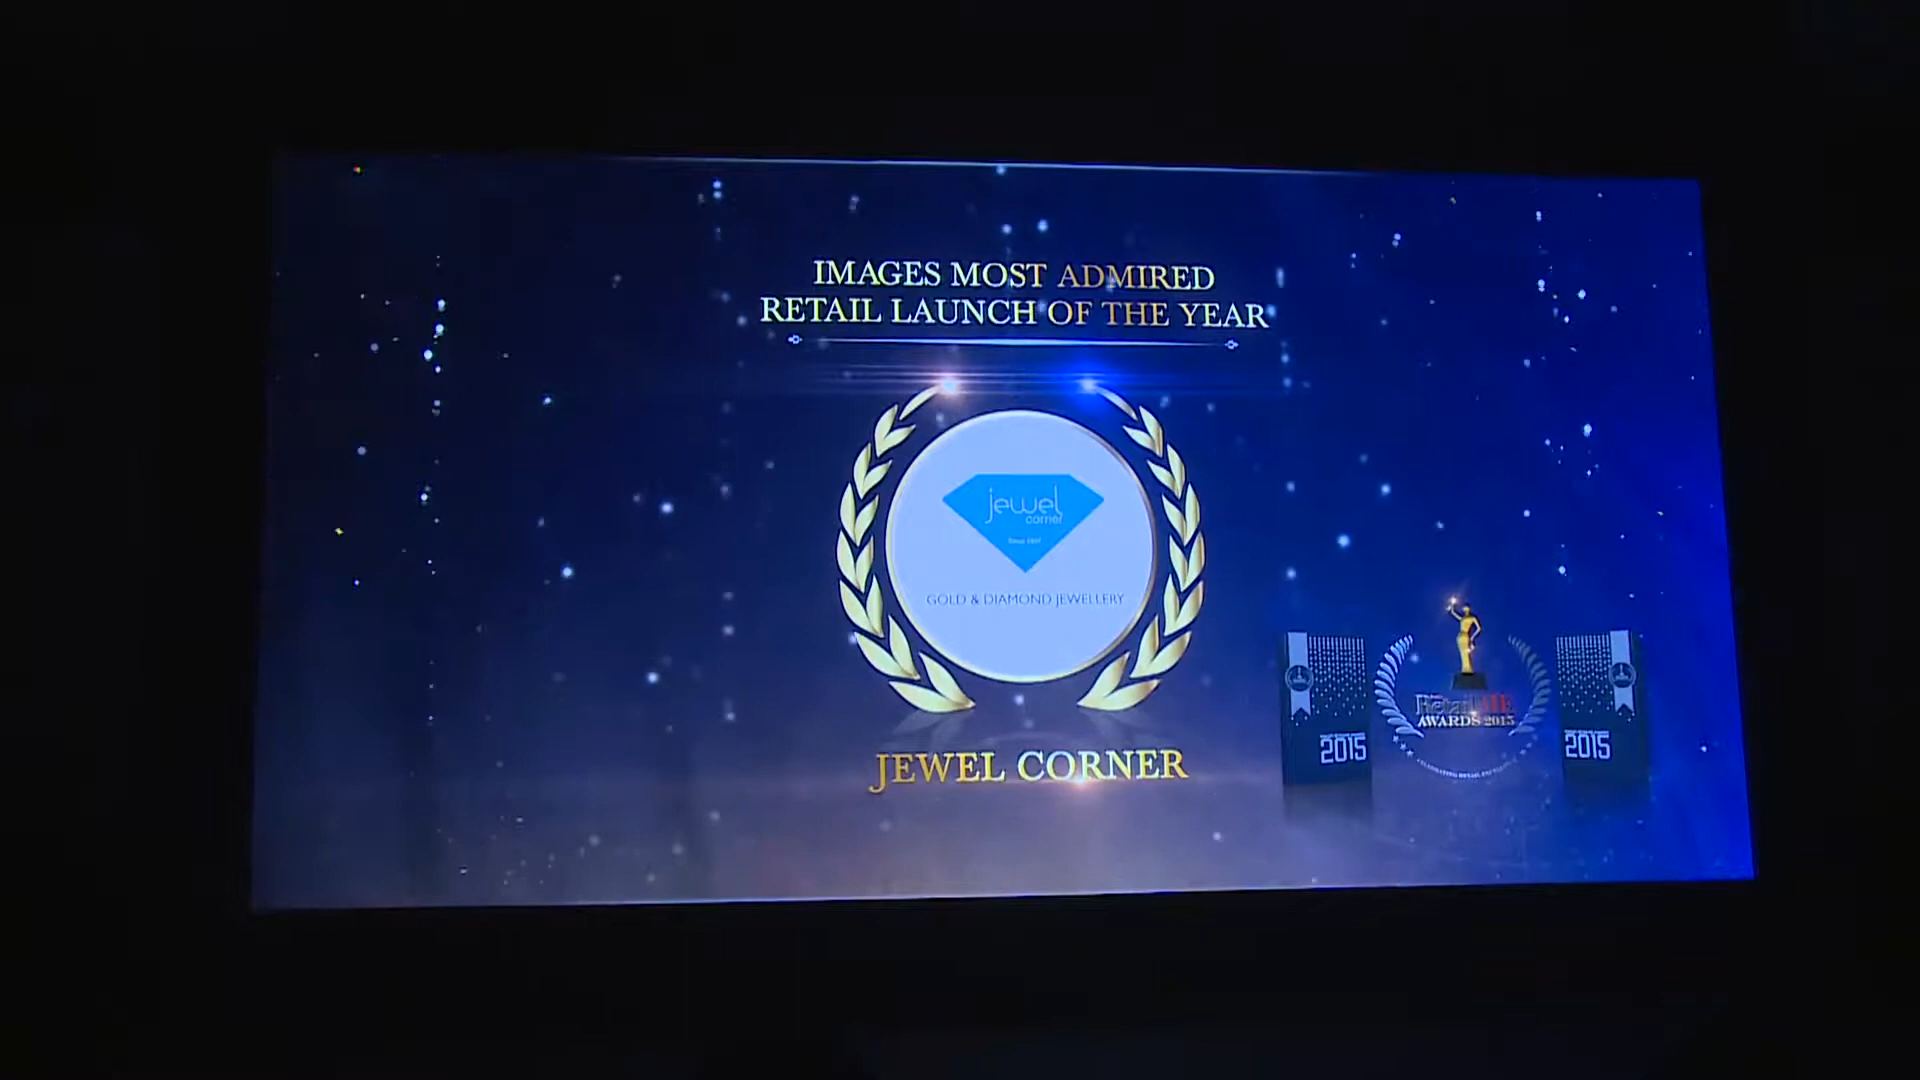 IMAGES MOST ADMIRED
RETAIL LAUNCH OF THE YEAR
jewel
corner
GOLD & DIAMOND JEWELLERY
JEWEL CORNER
RetailME
AWARDS 2015
2015
2015